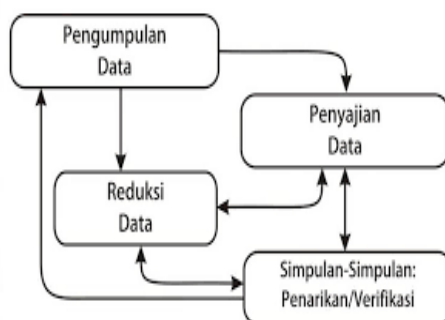 Pengumpulan
Data
Penyajian
Data
Reduksi
Data
Simpulan-Simpulan:
Penarikan/Verifikasi